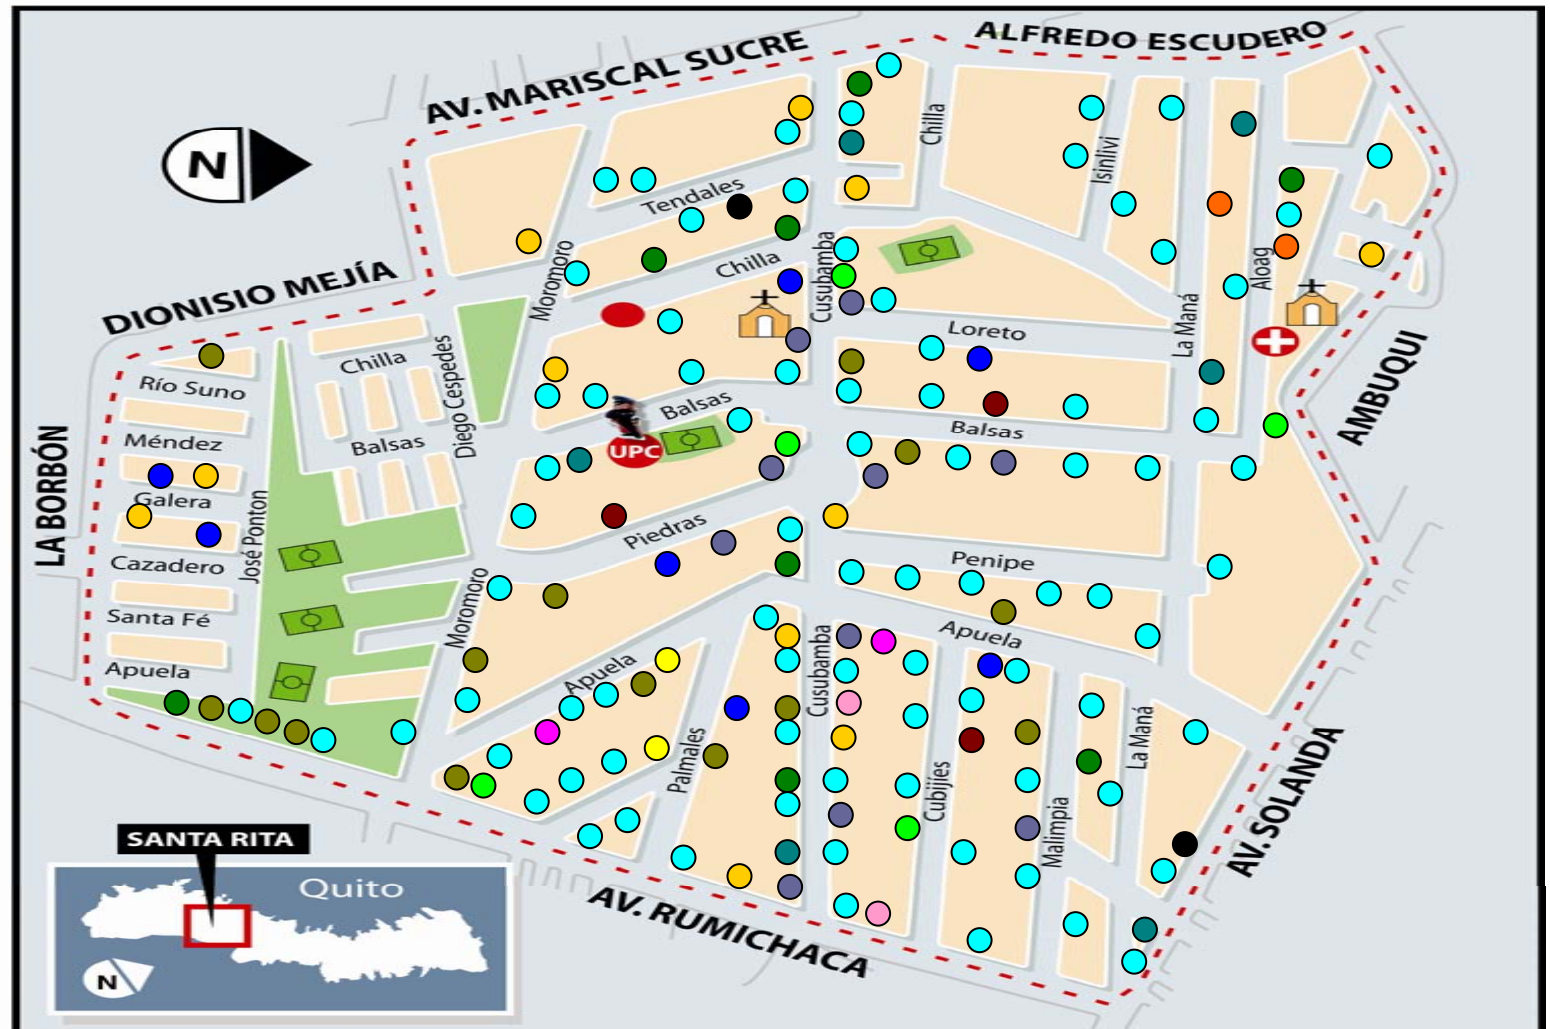 ALFREDO ESCUDERO
AV. MARISCAL SUCRE
N
Chilla
Isinlivi
Tendales
Moromoro
Chilla
Cusubamba
Aloag
DIONISIO MEJÍA
La Maná
Loreto
Chilla
Diego Cespedes
Río Suno
AMBUQUI
Balsas
Balsas
Méndez
Balsas
UPC
LA BORBÓN
Galera
José Ponton
Piedras
Cazadero
Penipe
Moromoro
Santa Fé
Apuela
Cusubamba
Apuela
Apuela
La Maná
Palmales
Cubijíes
Malimpia
AV. SOLANDA
SANTA RITA
Quito
N
AV. RUMICHACA